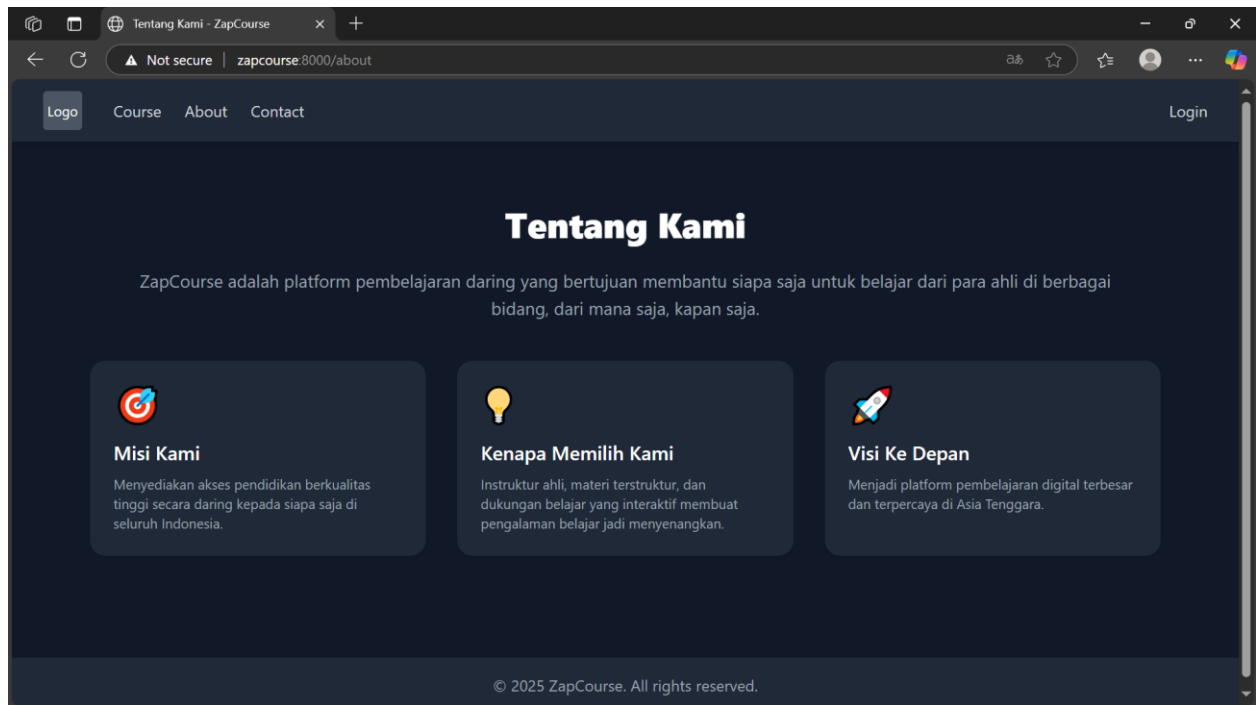 Tentang Kami - ZapCourse
Not secure | zapcourse:8000/about
Logo Course About Contact Login
Tentang Kami
ZapCourse adalah platform pembelajaran daring yang bertujuan membantu siapa saja untuk belajar dari para ahli di berbagai
bidang, dari mana saja, kapan saja.
Misi Kami
Menyediakan akses pendidikan berkualitas
tinggi secara daring kepada siapa saja di
seluruh Indonesia.
Kenapa Memilih Kami
Instruktur ahli, materi terstruktur, dan
dukungan belajar yang interaktif membuat
pengalaman belajar jadi menyenangkan.
Visi Ke Depan
Menjadi platform pembelajaran digital terbesar
dan terpercaya di Asia Tenggara.
© 2025 ZapCourse. All rights reserved.